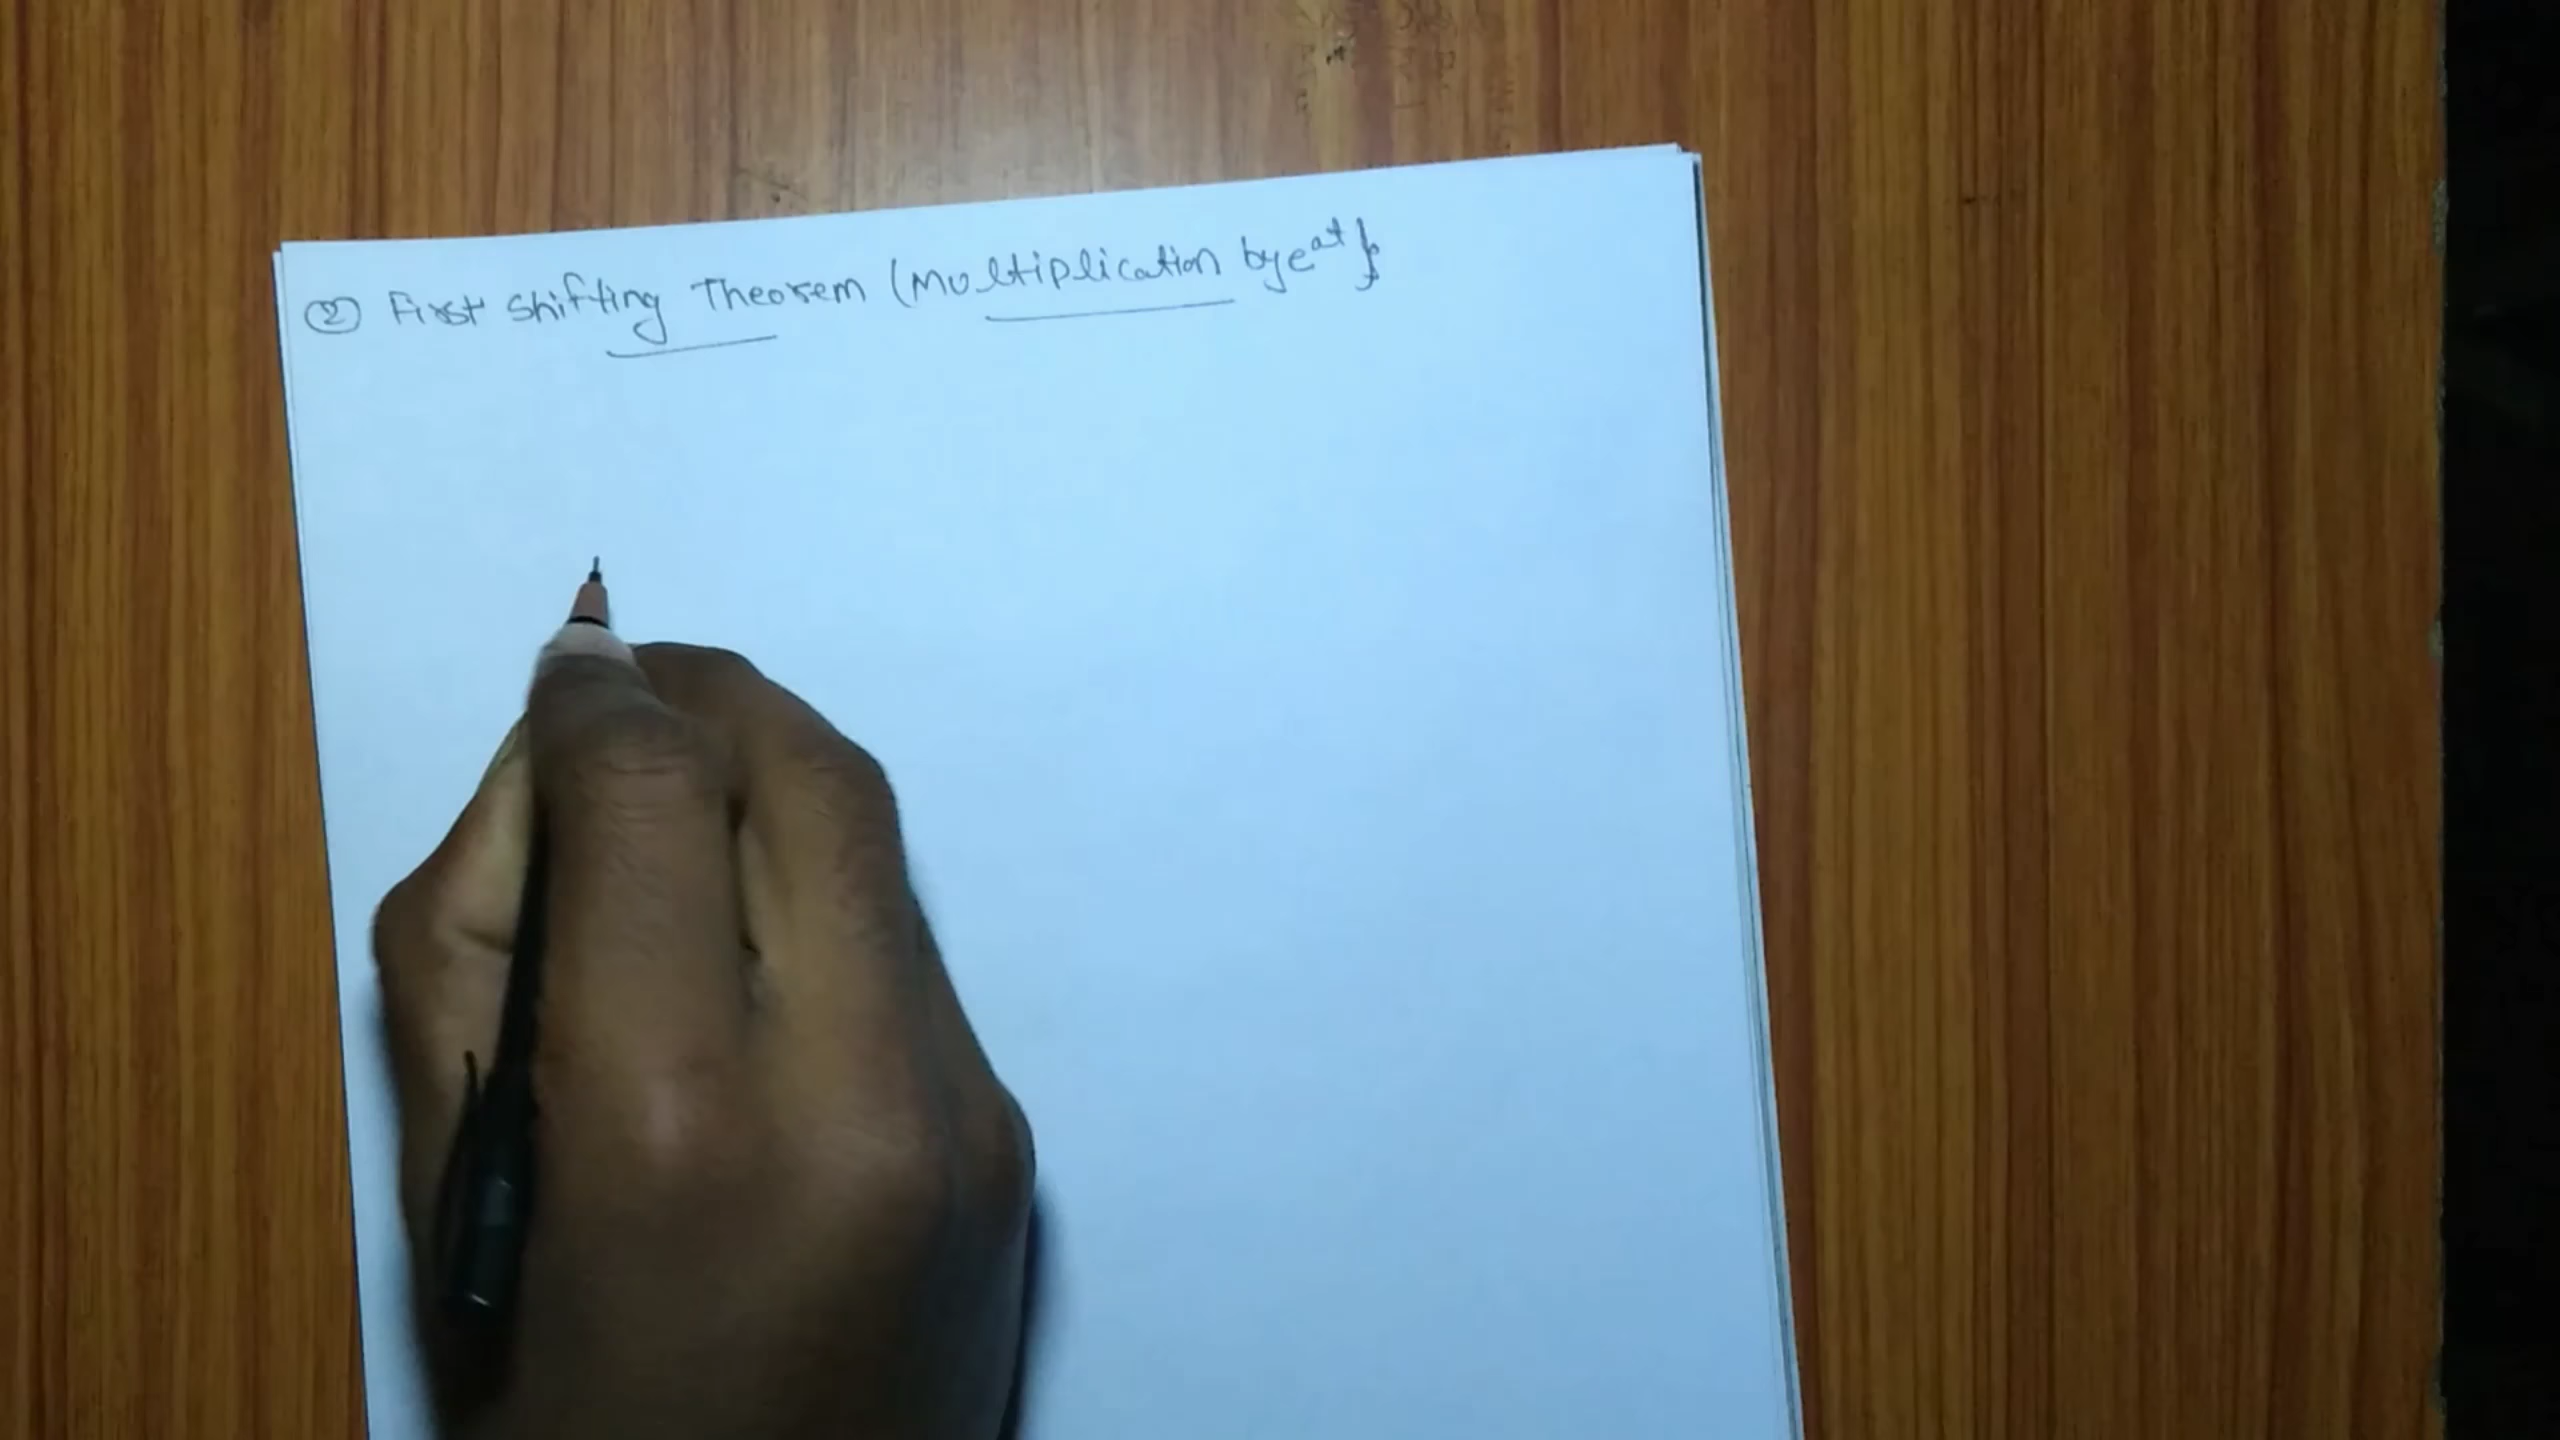 ② First Shifting Theorem (Multiplication by e^at}